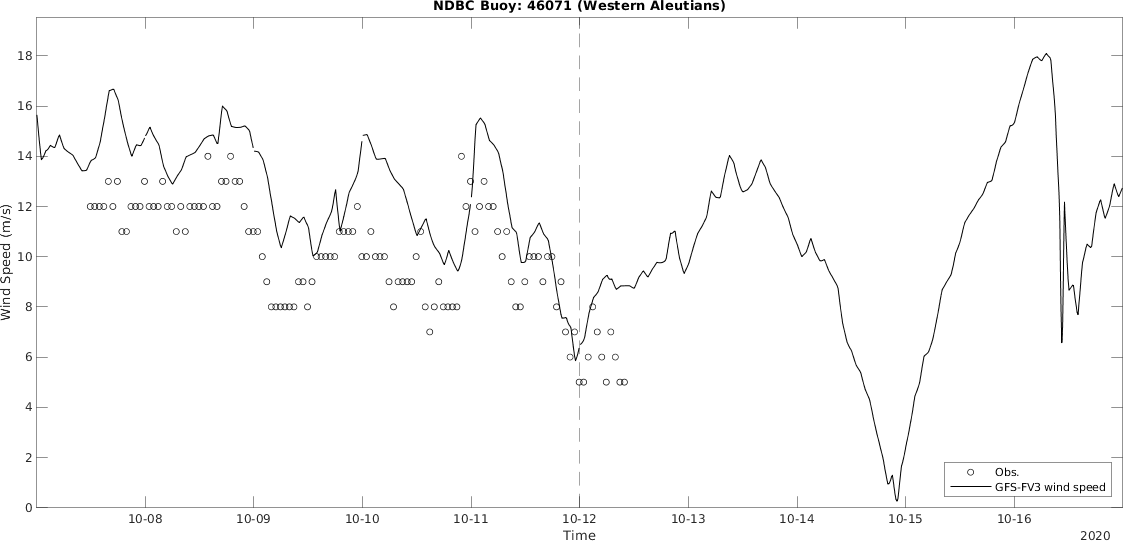 NDBC Buoy: 46071 (Western Aleutians)
Wind Speed (m/s)
18
16
14
12
10
8
6
4
2
0
10-08 10-09 10-10 10-11 10-12 10-13 10-14 10-15 10-16
Time
2020
Obs.
GFS-FV3 wind speed